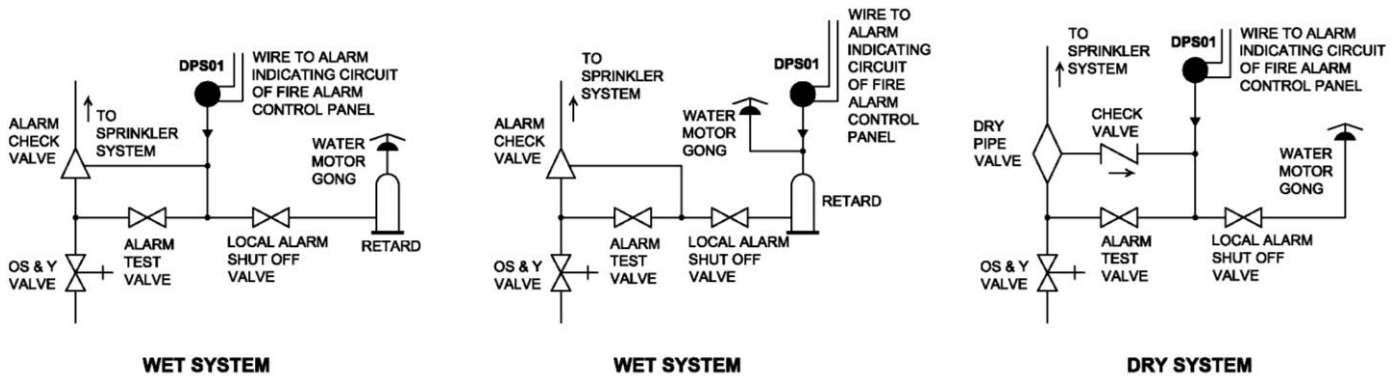 DPS01
WIRE TO ALARM
INDICATING CIRCUIT
OF FIRE ALARM
CONTROL PANEL
TO
SPRINKLER
SYSTEM
ALARM
CHECK
VALVE
WATER
MOTOR
GONG
RETARD
ALARM
TEST
VALVE
LOCAL ALARM
SHUT OFF
VALVE
OS & Y
VALVE
WET SYSTEM
WIRE TO
ALARM
INDICATING
CIRCUIT
OF FIRE
ALARM
CONTROL
PANEL
TO
SPRINKLER
SYSTEM
DPS01
WATER
MOTOR
GONG
ALARM
CHECK
VALVE
RETARD
ALARM
TEST
VALVE
LOCAL ALARM
SHUT OFF
VALVE
OS & Y
VALVE
WET SYSTEM
TO
SPRINKLER
SYSTEM
DPS01
WIRE TO ALARM
INDICATING CIRCUIT
OF FIRE ALARM
CONTROL PANEL
DRY
PIPE
VALVE
CHECK
VALVE
WATER
MOTOR
GONG
ALARM
TEST
VALVE
LOCAL ALARM
SHUT OFF
VALVE
OS & Y
VALVE
DRY SYSTEM